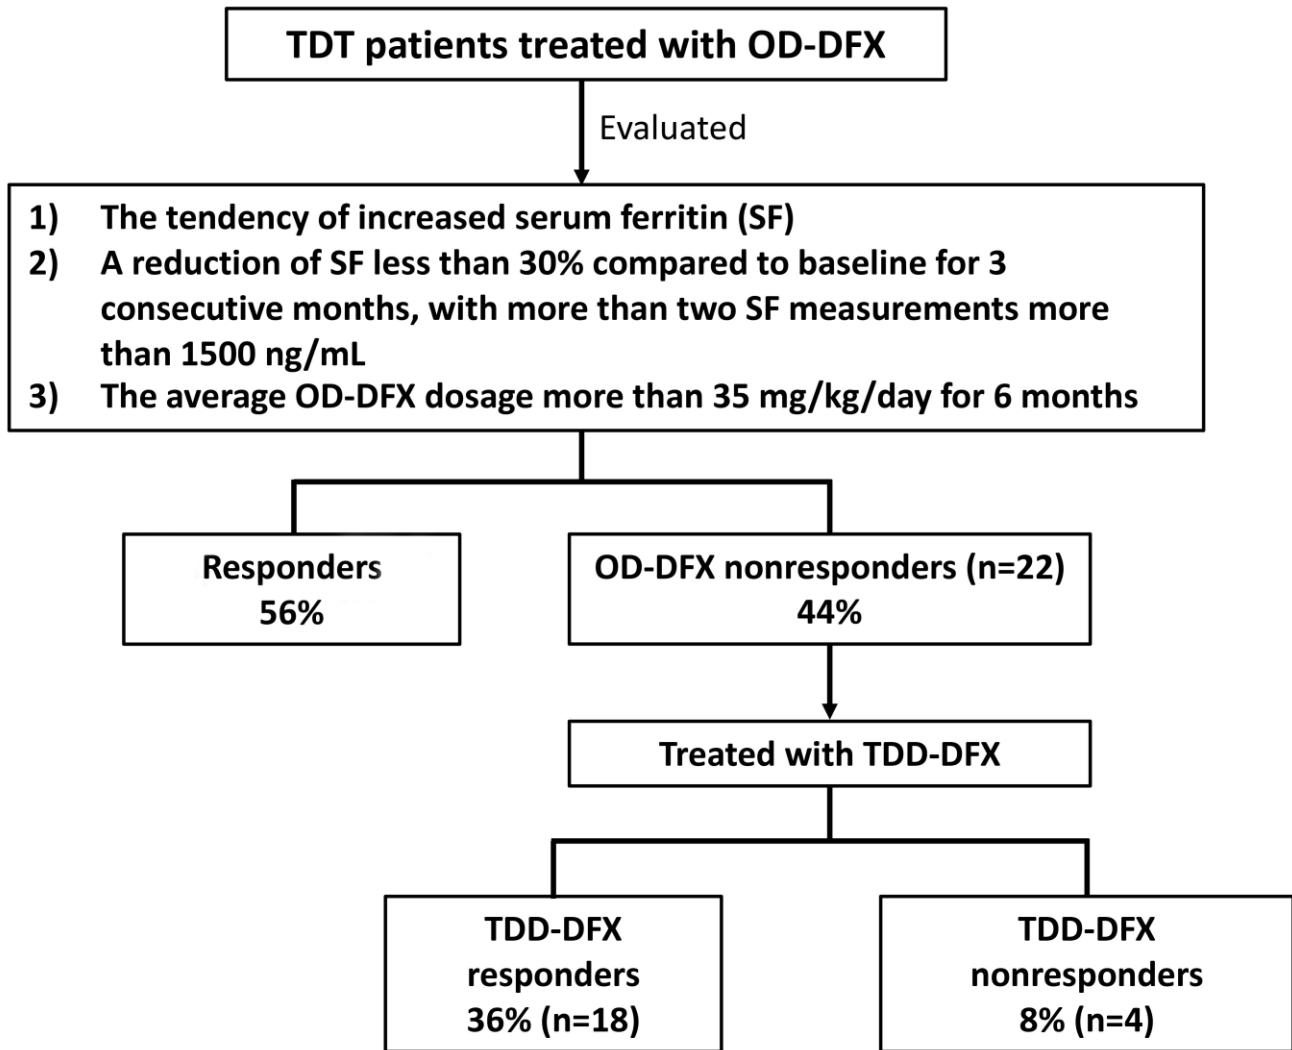 TDT patients treated with OD-DFX
Evaluated
1) The tendency of increased serum ferritin (SF)
2) A reduction of SF less than 30% compared to baseline for 3
consecutive months, with more than two SF measurements more
than 1500 ng/mL
3) The average OD-DFX dosage more than 35 mg/kg/day for 6 months
Responders
56%
OD-DFX nonresponders (n=22)
44%
Treated with TDD-DFX
TDD-DFX
responders
36% (n=18)
TDD-DFX
nonresponders
8% (n=4)